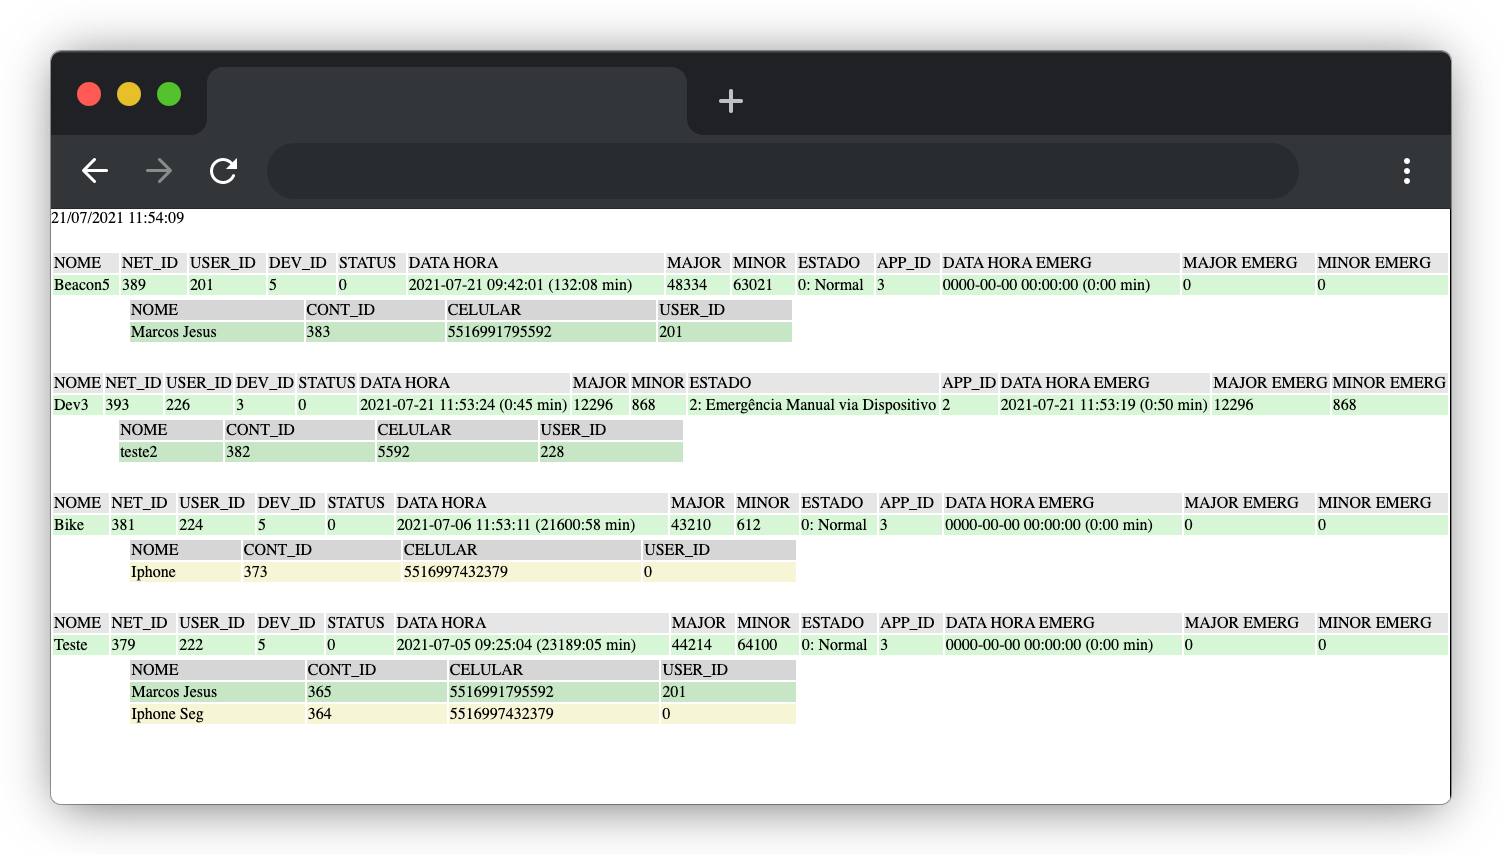 21/07/2021 11:54:09
NOME NET_ID USER_ID DEV_ID STATUS DATA HORA MAJOR MINOR ESTADO APP_ID DATA HORA EMERG MAJOR EMERG MINOR EMERG
Beacon5 389 201 5 0 2021-07-21 09:42:01 (132:08 min) 48334 63021 0: Normal 3 0000-00-00 00:00:00 (0:00 min) 0 0
NOME CONT_ID CELULAR USER_ID
Marcos Jesus 383 5516991795592 201
NOME NET_ID USER_ID DEV_ID STATUS DATA HORA MAJOR MINOR ESTADO APP_ID DATA HORA EMERG MAJOR EMERG MINOR EMERG
Dev3 393 226 3 0 2021-07-21 11:53:24 (0:45 min) 12296 868 2: Emergência Manual via Dispositivo 2 2021-07-21 11:53:19 (0:50 min) 12296 868
NOME CONT_ID CELULAR USER_ID
teste2 382 5592 228
NOME NET_ID USER_ID DEV_ID STATUS DATA HORA MAJOR MINOR ESTADO APP_ID DATA HORA EMERG MAJOR EMERG MINOR EMERG
Bike 381 224 5 0 2021-07-06 11:53:11 (21600:58 min) 43210 612 0: Normal 3 0000-00-00 00:00:00 (0:00 min) 0 0
NOME CONT_ID CELULAR USER_ID
Iphone 373 5516997432379 0
NOME NET_ID USER_ID DEV_ID STATUS DATA HORA MAJOR MINOR ESTADO APP_ID DATA HORA EMERG MAJOR EMERG MINOR EMERG
Teste 379 222 5 0 2021-07-05 09:25:04 (23189:05 min) 44214 64100 0: Normal 3 0000-00-00 00:00:00 (0:00 min) 0 0
NOME CONT_ID CELULAR USER_ID
Marcos Jesus 365 5516991795592 201
Iphone Seg 364 5516997432379 0